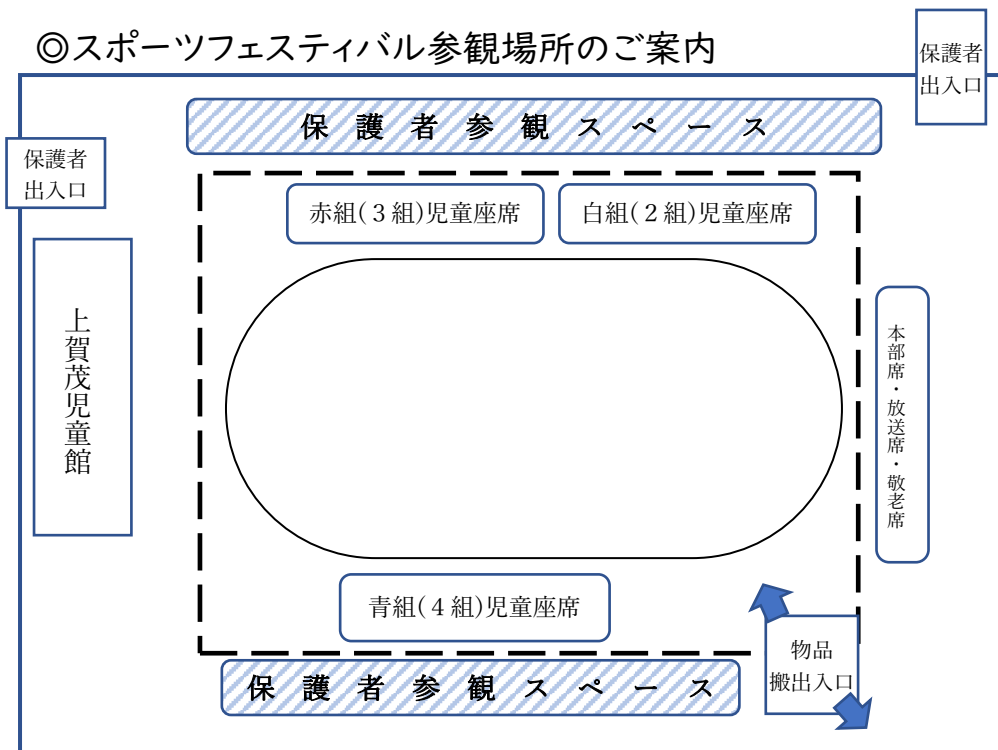 ◎スポーツフェスティバル参観場所のご案内
保護者
出入口
保護者参観スペース
保護者
出入口
赤組(３組)児童座席
白組(２組)児童座席
上賀茂児童館
本部席・放送席・敬老席
青組(４組)児童座席
物品
搬出入口
保護者参観スペース